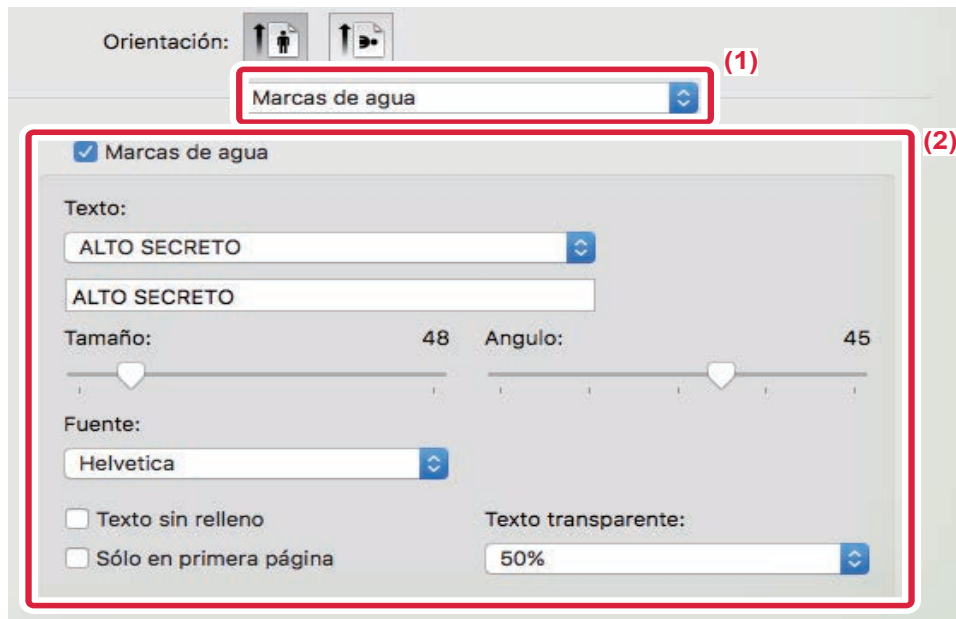 Orientación:
(1)
Marcas de agua
(2)
Marcas de agua
Texto:
ALTO SECRETO
ALTO SECRETO
Tamaño: 48 Angulo: 45
Fuente:
Helvetica
Texto sin relleno Texto transparente:
Sólo en primera página 50%